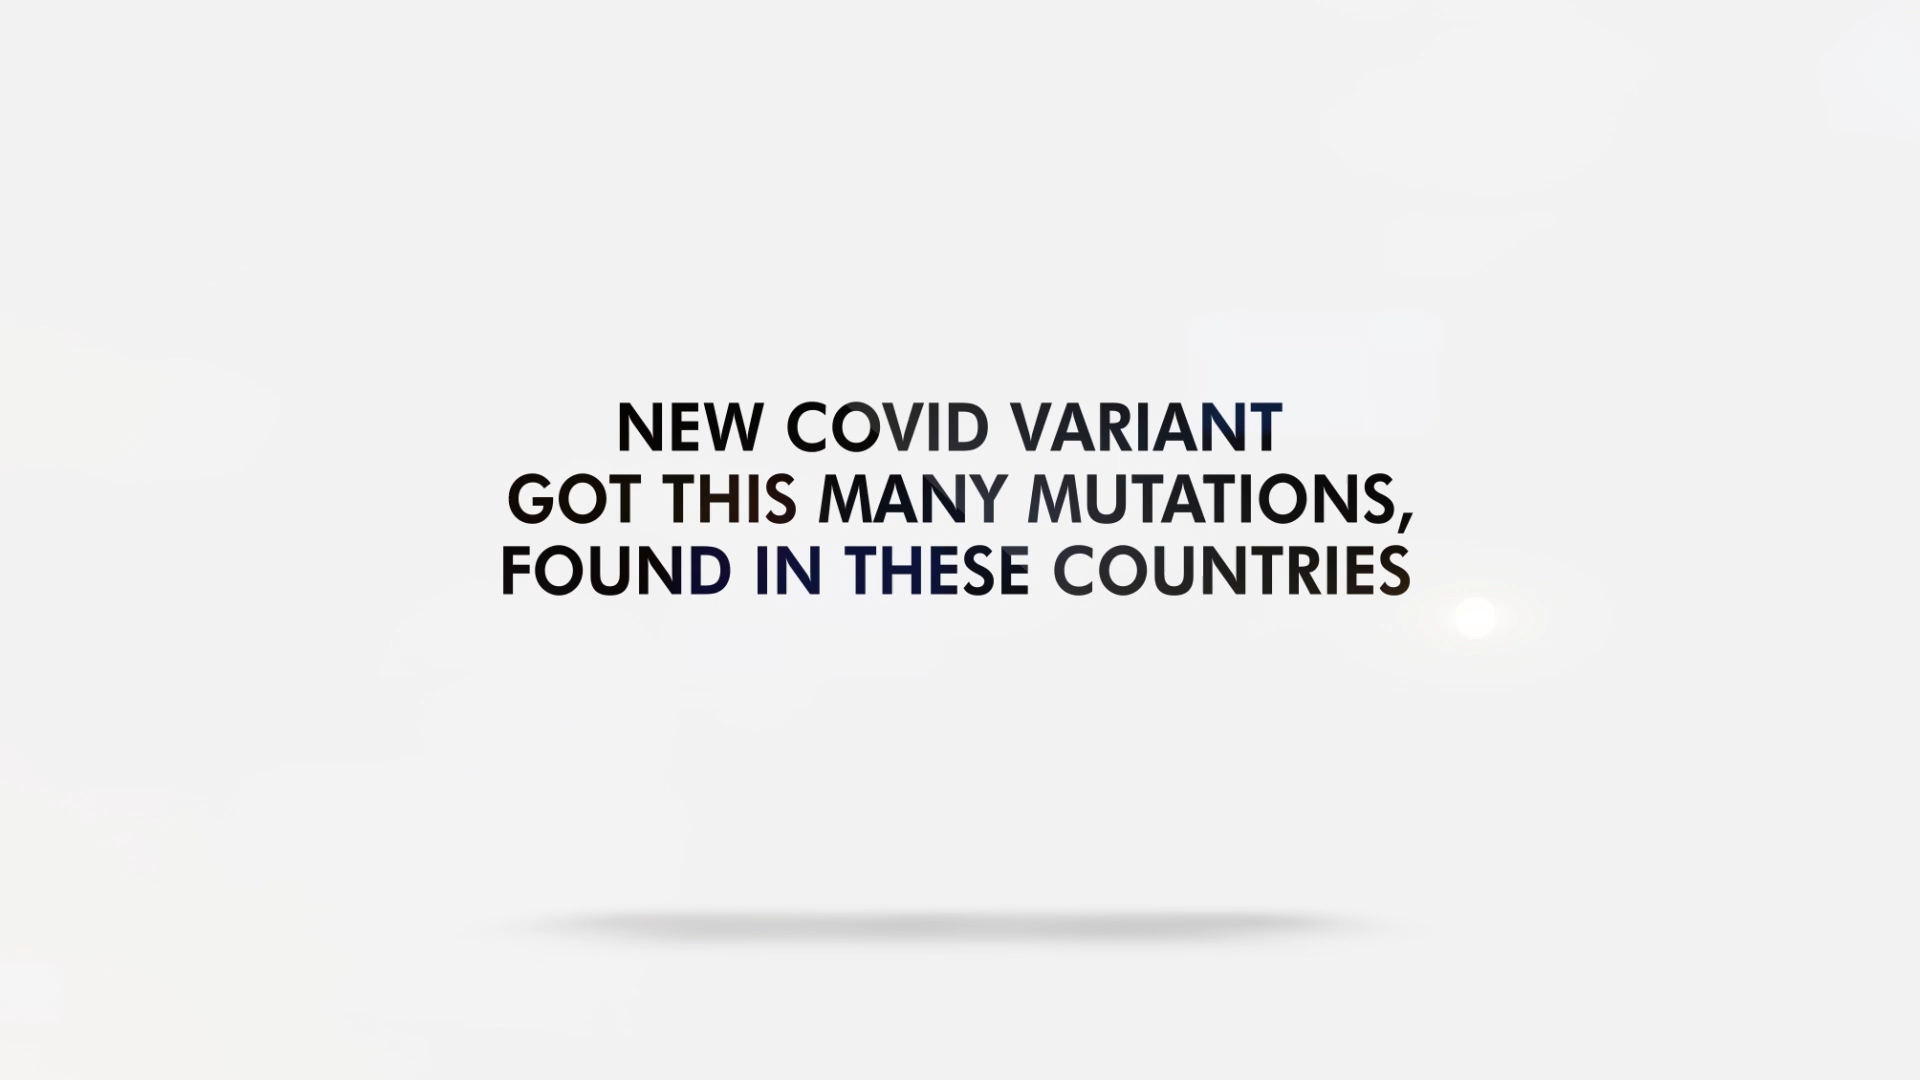 NEW COVID VARIANT
GOT THIS MANY MUTATIONS,
FOUND IN THESE COUNTRIES